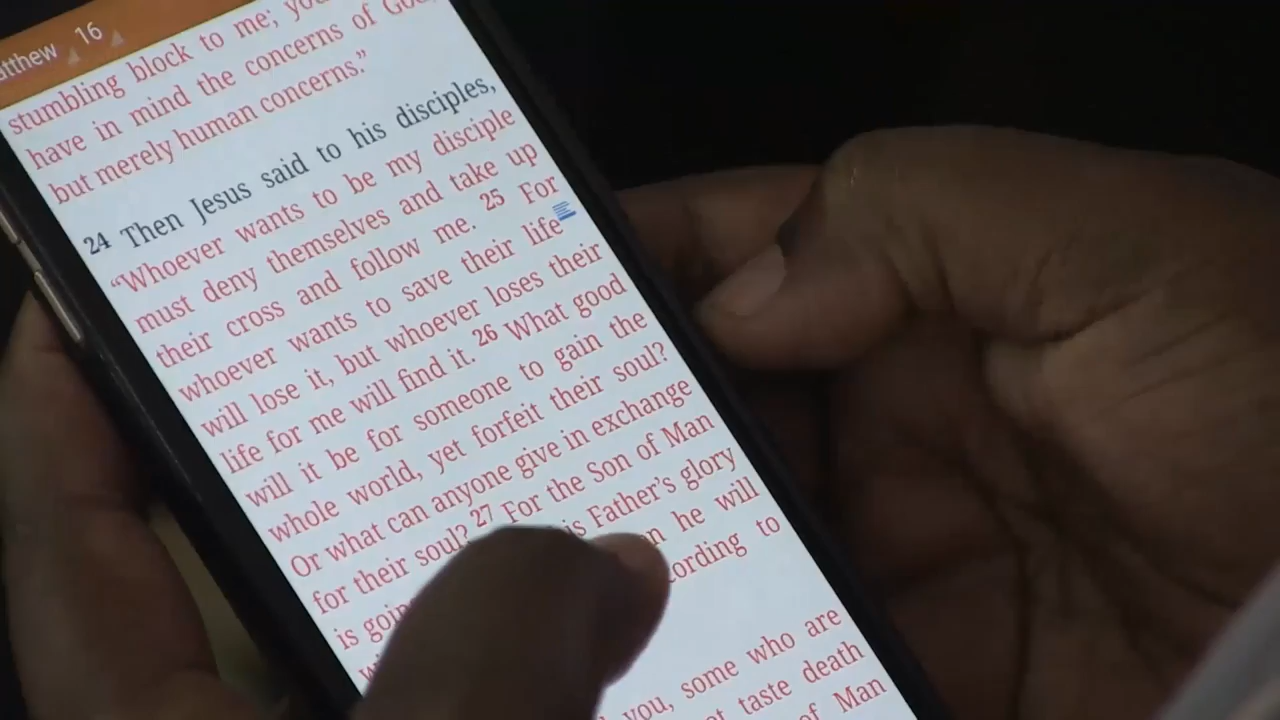 atthew 16
stumbling block to me; you
have in mind the concerns of God,
but merely human concerns.”
24 Then Jesus said to his disciples,
“Whoever wants to be my disciple
must deny themselves and take up
their cross and follow me. 25 For
whoever wants to save their life
will lose it, but whoever loses their
life for me will find it. 26 What good
will it be for someone to gain the
whole world, yet forfeit their soul?
Or what can anyone give in exchange
for their soul? 27 For the Son of Man
is goin is Father’s glory
n he will
cording to
you, some who are
taste death
of Man